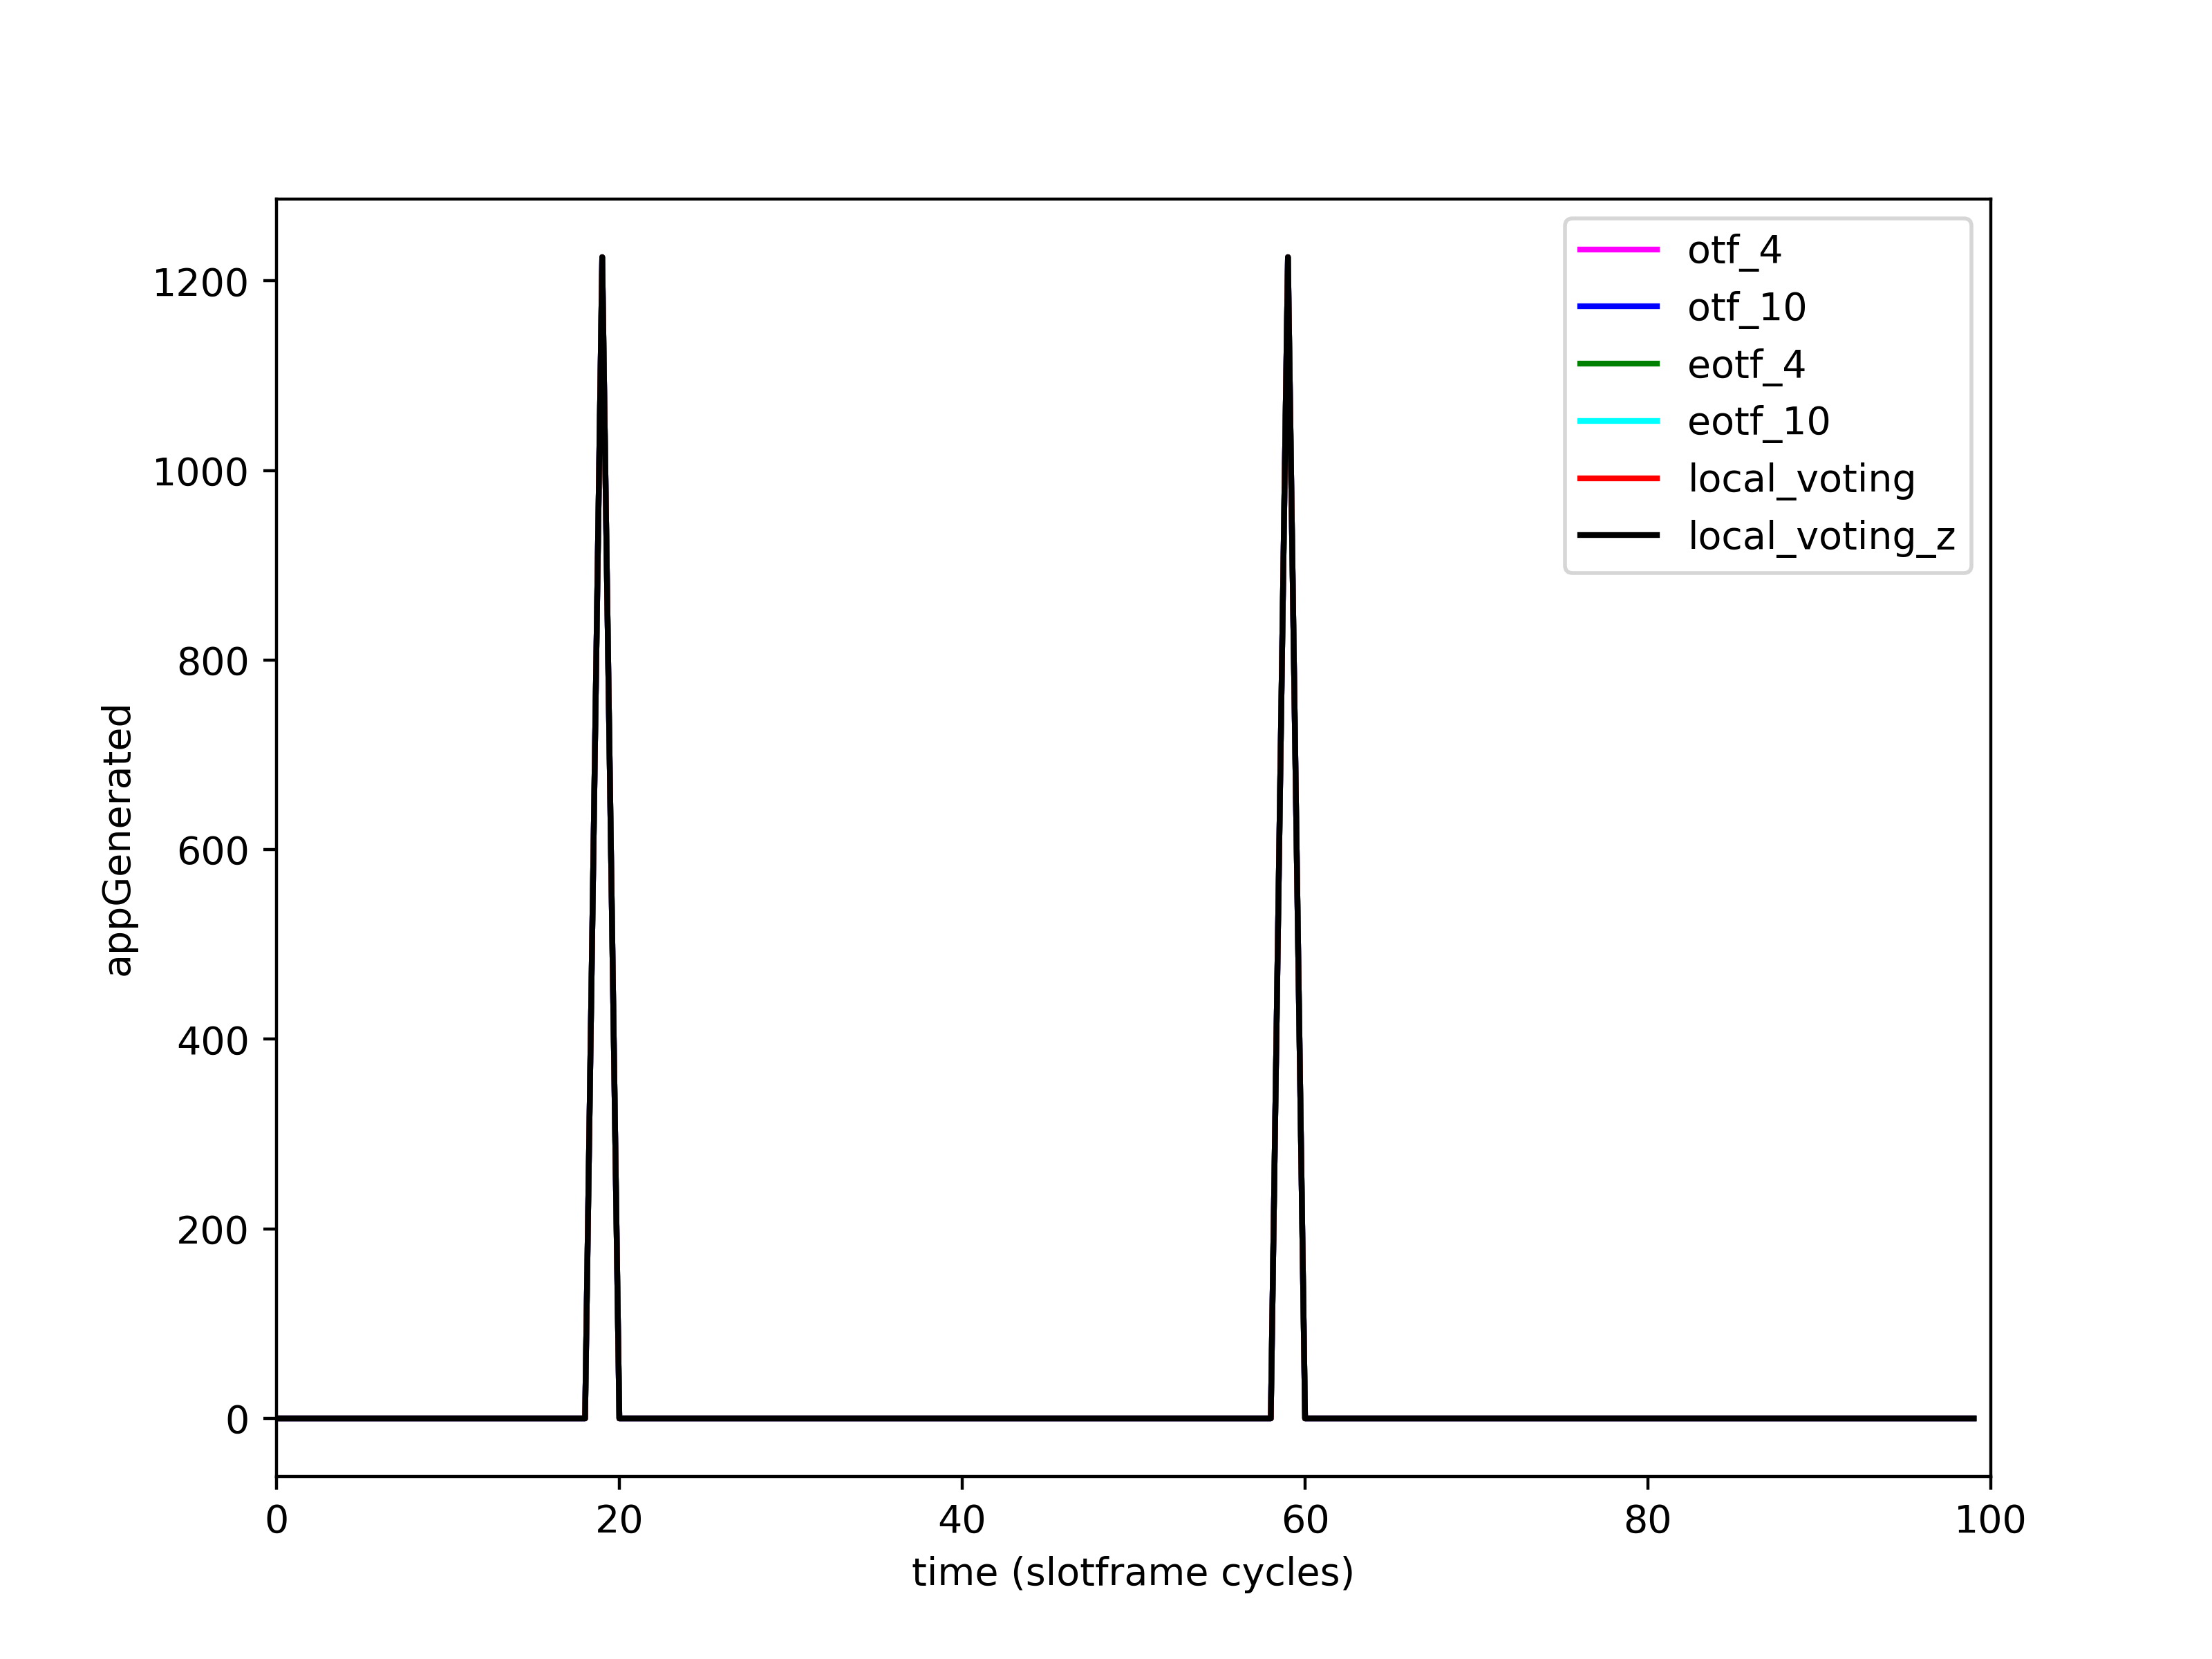 otf_4
otf_10
eotf_4
eotf_10
local_voting
local_voting_z
1200
1000
800
600
400
200
0
appGenerated
0 20 40 60 80 100
time (slotframe cycles)